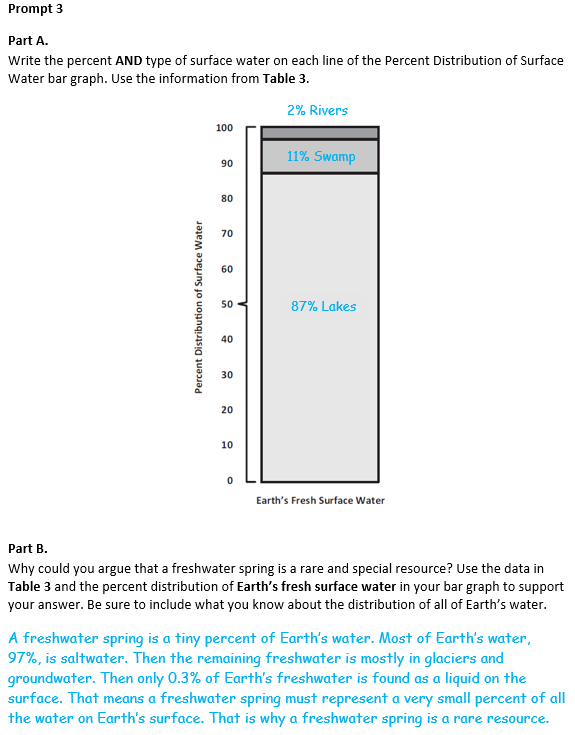 Prompt 3
Part A.
Write the percent AND type of surface water on each line of the Percent Distribution of Surface
Water bar graph. Use the information from Table 3.
2% Rivers
100
11% Swamp
90
80
70
60
50
87% Lakes
40
30
20
10
0
Percent Distribution of Surface Water
Earth's Fresh Surface Water
Part B.
Why could you argue that a freshwater spring is a rare and special resource? Use the data in
Table 3 and the percent distribution of Earth's fresh surface water in your bar graph to support
your answer. Be sure to include what you know about the distribution of all of Earth's water.
A freshwater spring is a tiny percent of Earth's water. Most of Earth's water,
97%, is saltwater. Then the remaining freshwater is mostly in glaciers and
groundwater. Then only 0.3% of Earth's freshwater is found as a liquid on the
surface. That means a freshwater spring must represent a very small percent of all
the water on Earth's surface. That is why a freshwater spring is a rare resource.